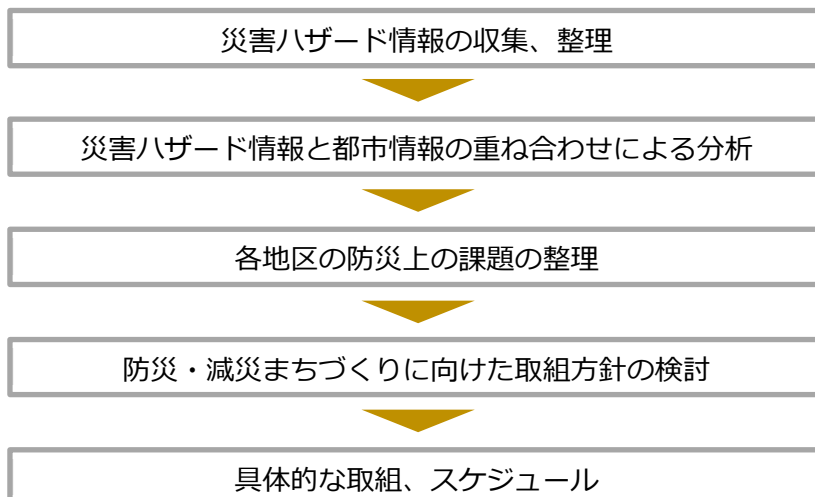 災害ハザード情報の収集、整理
災害ハザード情報と都市情報の重ね合わせによる分析
各地区の防災上の課題の整理
防災・減災まちづくりに向けた取組方針の検討
具体的な取組、スケジュール